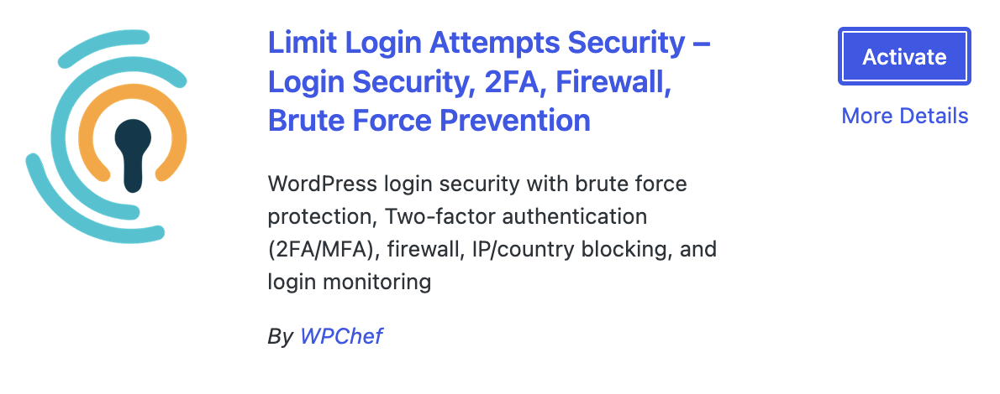 Limit Login Attempts Security –
Login Security, 2FA, Firewall,
Brute Force Prevention
Activate
More Details
WordPress login security with brute force
protection, Two-factor authentication
(2FA/MFA), firewall, IP/country blocking, and
login monitoring
By WPChef